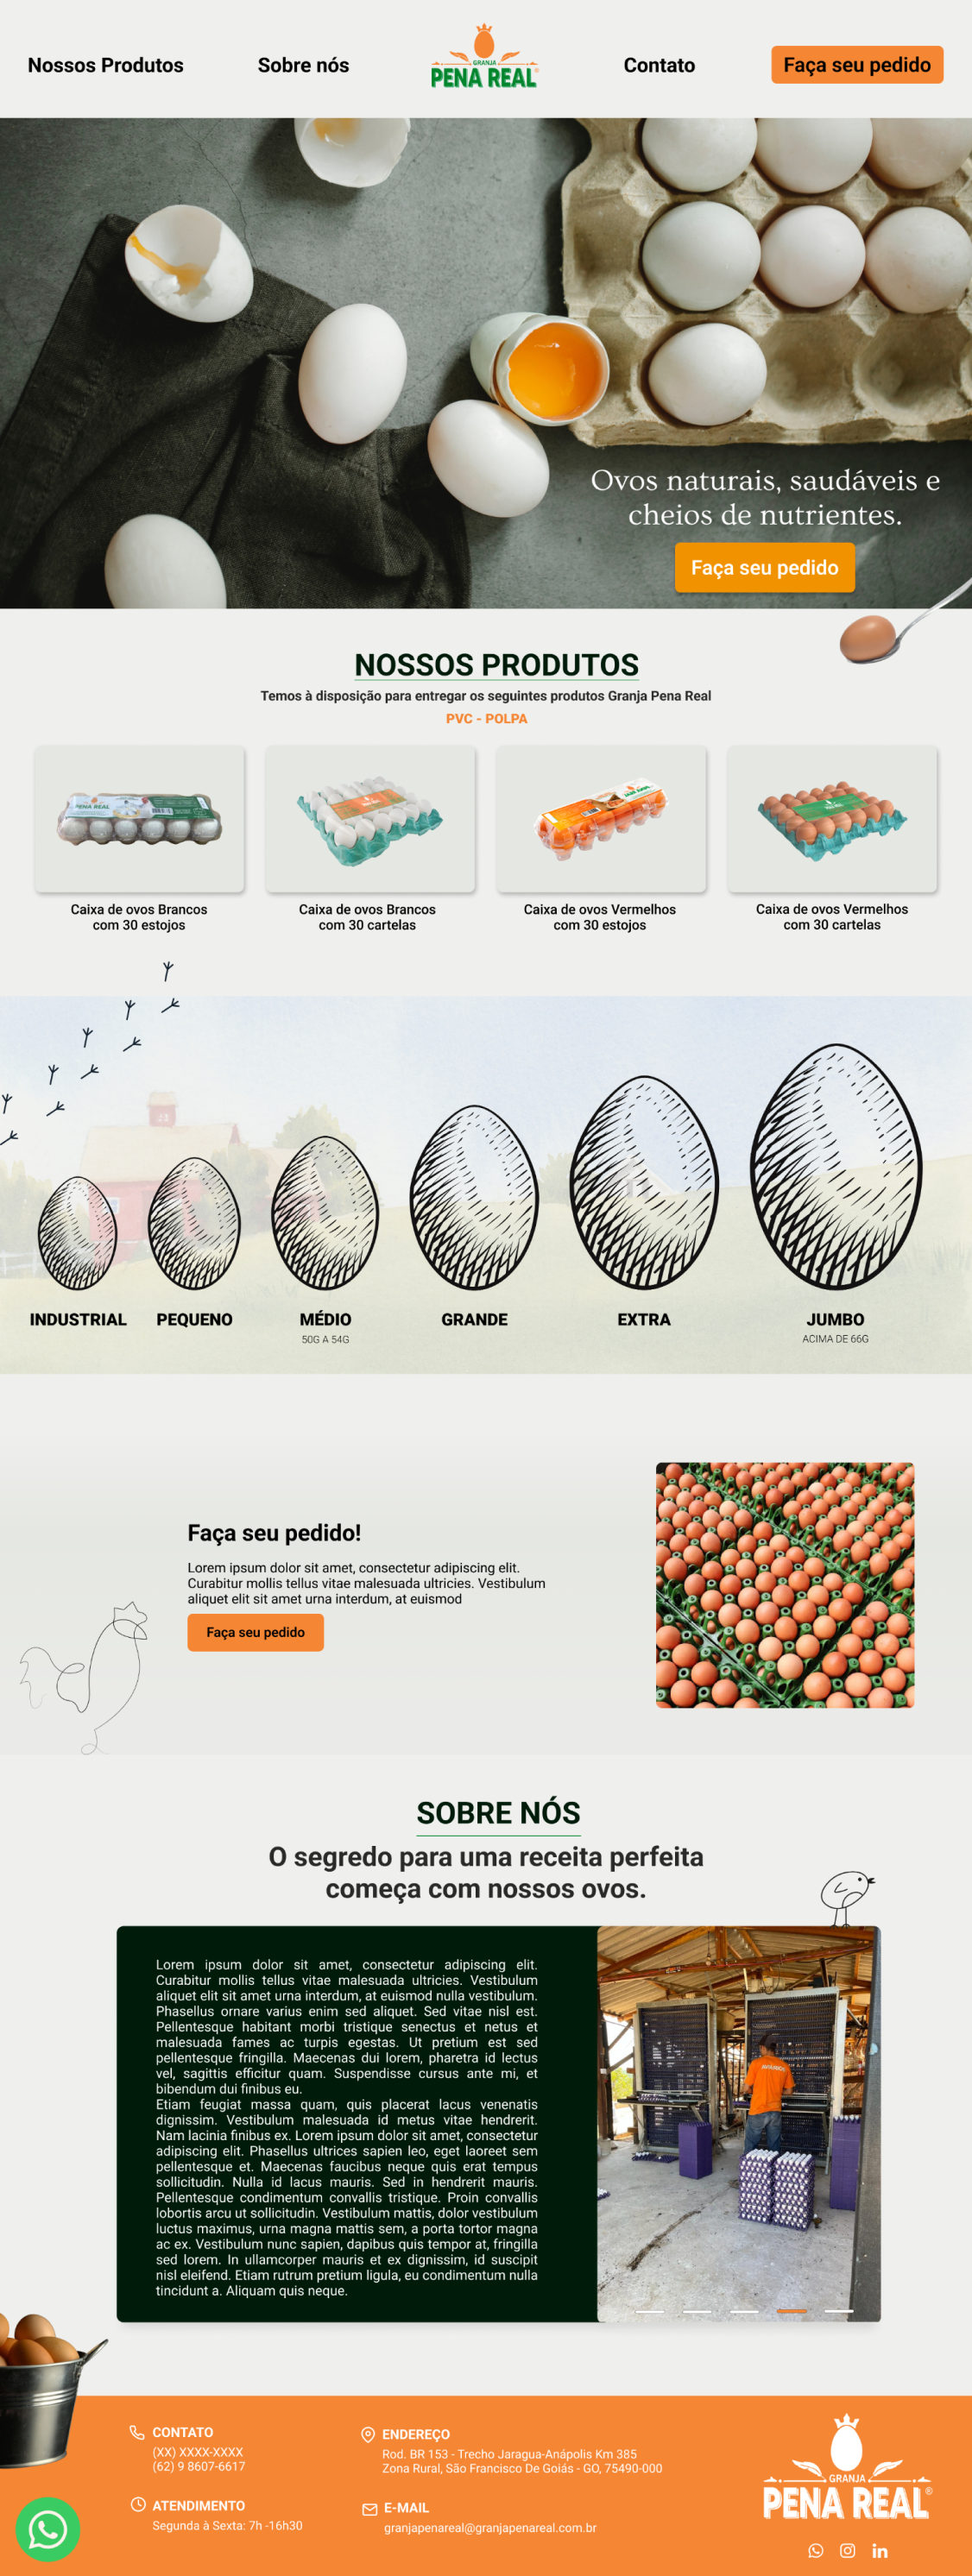 Nossos Produtos
Sobre nós
GRANJA
PENA REAL
Contato
Faça seu pedido
Ovos naturais, saudáveis e
cheios de nutrientes.
Faça seu pedido
NOSSOS PRODUTOS
Temos à disposição para entregar os seguintes produtos Granja Pena Real
PVC - POLPA
PENA REAL
Caixa de ovos Brancos
com 30 estojos
Caixa de ovos Brancos
com 30 cartelas
Caixa de ovos Vermelhos
com 30 estojos
Caixa de ovos Vermelhos
com 30 cartelas
INDUSTRIAL
PEQUENO
MÉDIO
50G A 54G
GRANDE
EXTRA
JUMBO
ACIMA DE 66G
Faça seu pedido!
Lorem ipsum dolor sit amet, consectetur adipiscing elit.
Curabitur mollis tellus vitae malesuada ultricies. Vestibulum
aliquet elit sit amet urna interdum, at euismod
Faça seu pedido
SOBRE NÓS
O segredo para uma receita perfeita
começa com nossos ovos.
Lorem ipsum dolor sit amet, consectetur adipiscing elit.
Curabitur mollis tellus vitae malesuada ultricies. Vestibulum
aliquet elit sit amet urna interdum, at euismod nulla vestibulum.
Phasellus ornare varius enim sed aliquet. Sed vitae nisl est.
Pellentesque habitant morbi tristique senectus et netus et
malesuada fames ac turpis egestas. Ut pretium est sed
pellentesque fringilla. Maecenas dui lorem, pharetra id lectus
vel, sagittis efficitur quam. Suspendisse cursus ante mi, et
bibendum dui finibus eu.
Etiam feugiat massa quam, quis placerat lacus venenatis
dignissim. Vestibulum malesuada id metus vitae hendrerit.
Nam lacinia finibus ex. Lorem ipsum dolor sit amet, consectetur
adipiscing elit. Phasellus ultrices sapien leo, eget laoreet sem
pellentesque et. Maecenas faucibus neque quis erat tempus
sollicitudin. Nulla id lacus mauris. Sed in hendrerit mauris.
Pellentesque condimentum convallis tristique. Proin convallis
lobortis arcu ut sollicitudin. Vestibulum mattis, dolor vestibulum
luctus maximus, urna magna mattis sem, a porta tortor magna
ac ex. Vestibulum nunc sapien, dapibus quis tempor at, fringilla
sed lorem. In ullamcorper mauris et ex dignissim, id suscipit
nisl eleifend. Etiam rutrum pretium ligula, eu condimentum nulla
tincidunt a. Aliquam quis neque.
CONTATO
(XX) XXXX-XXXX
(62) 9 8607-6617
ATENDIMENTO
Segunda à Sexta: 7h -16h30
ENDEREÇO
Rod. BR 153 - Trecho Jaragua-Anápolis Km 385
Zona Rural, São Francisco De Goiás - GO, 75490-000
E-MAIL
granjapenareal@granjapenareal.com.br
GRANJA
PENA REAL®